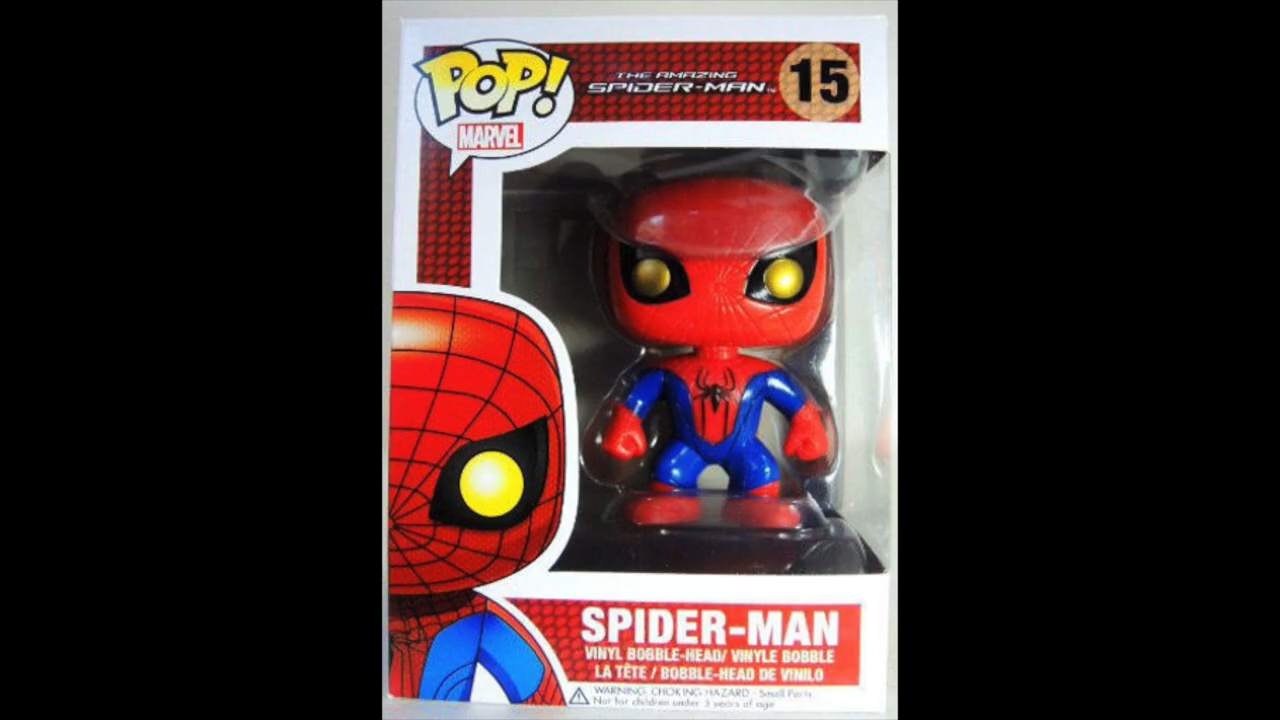 POP!
MARVEL
THE AMAZING
SPIDER-MAN™
15
SPIDER-MAN
VINYL BOBBLE-HEAD/ VINYLE BOBBLE
LA TÊTE / BOBBLE-HEAD DE VINILO
WARNING: CHOKING HAZARD - Small Parts
Not for children under 3 years of age